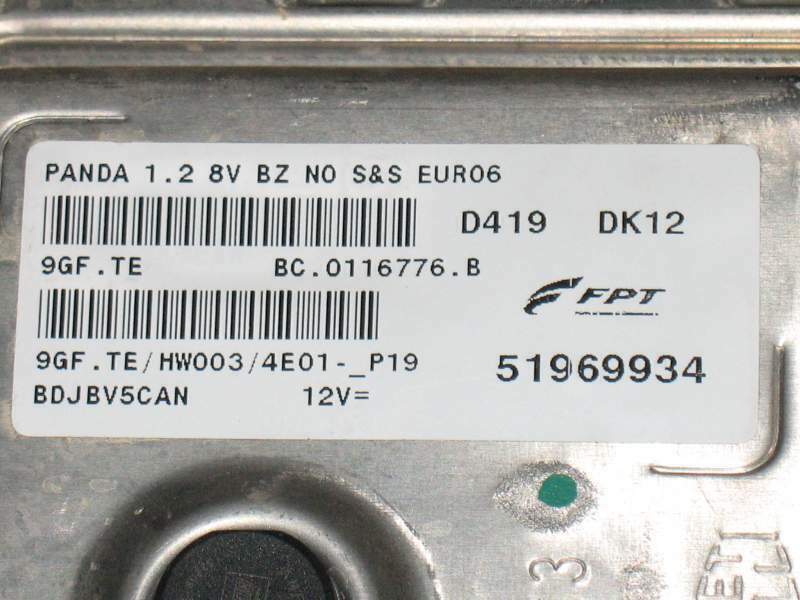 PANDA 1.2 8V BZ NO S&S EURO6
D419 DK12
9GF.TE BC.0116776.B
FPT
9GF.TE/HW003/4E01-_P19
51969934
BDJBV5CAN 12V=
3